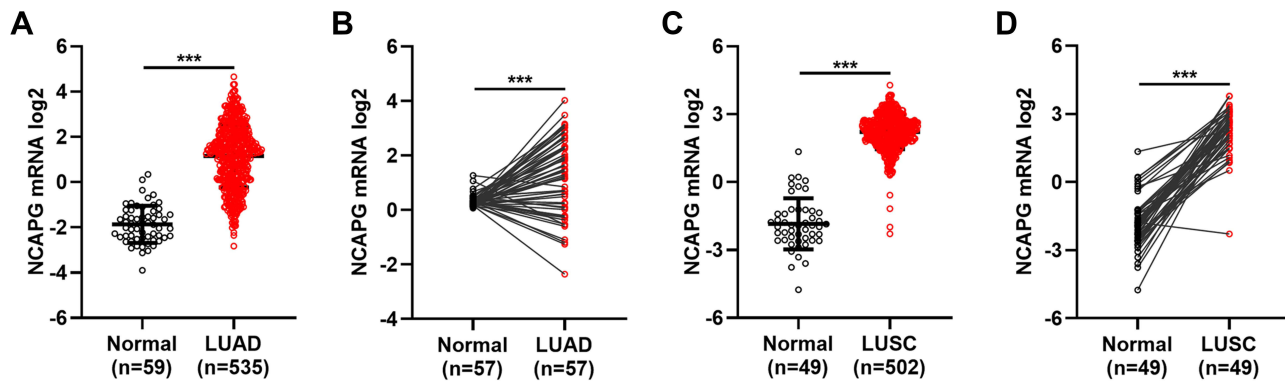 A
NCAPG mRNA log2
6
4
2
0
-2
-4
-6
***
Normal
(n=59)
LUAD
(n=535)
B
NCAPG mRNA log2
6
4
2
0
-2
-4
***
Normal
(n=57)
LUAD
(n=57)
C
NCAPG mRNA log2
6
3
0
-3
-6
***
Normal
(n=49)
LUSC
(n=502)
D
NCAPG mRNA log2
6
3
0
-3
-6
***
Normal
(n=49)
LUSC
(n=49)